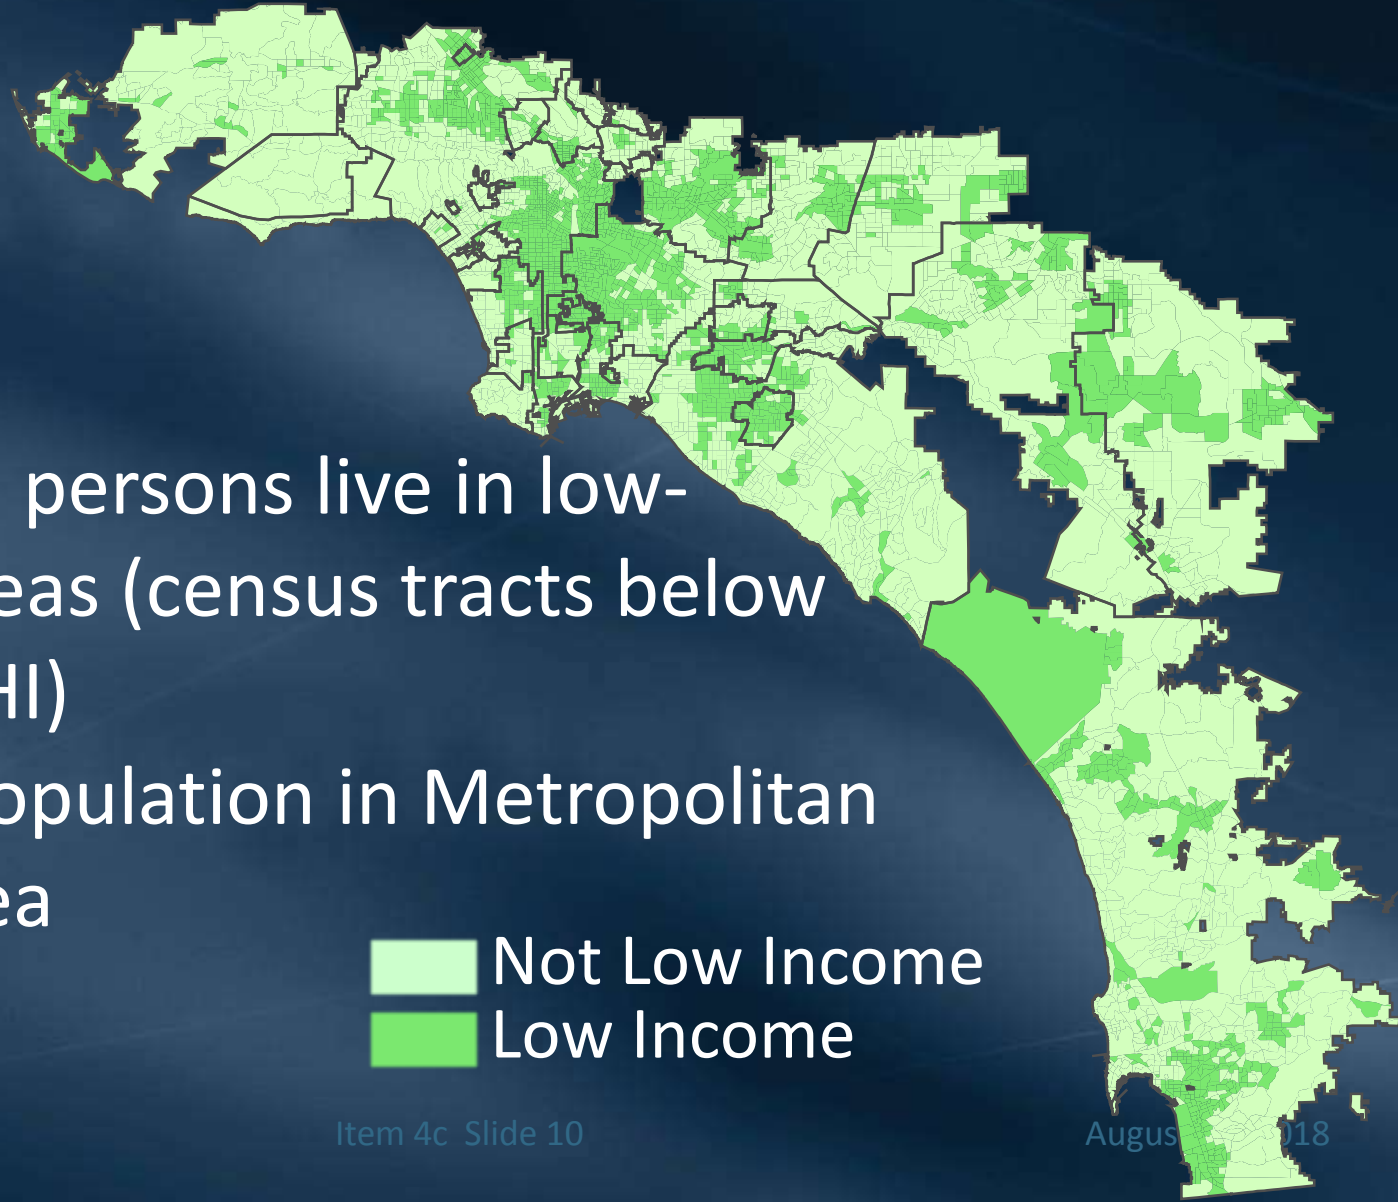 persons live in low-
eas (census tracts below
HI)
opulation in Metropolitan
ea
Not Low Income
Low Income
Item 4c Slide 10
Augus 018